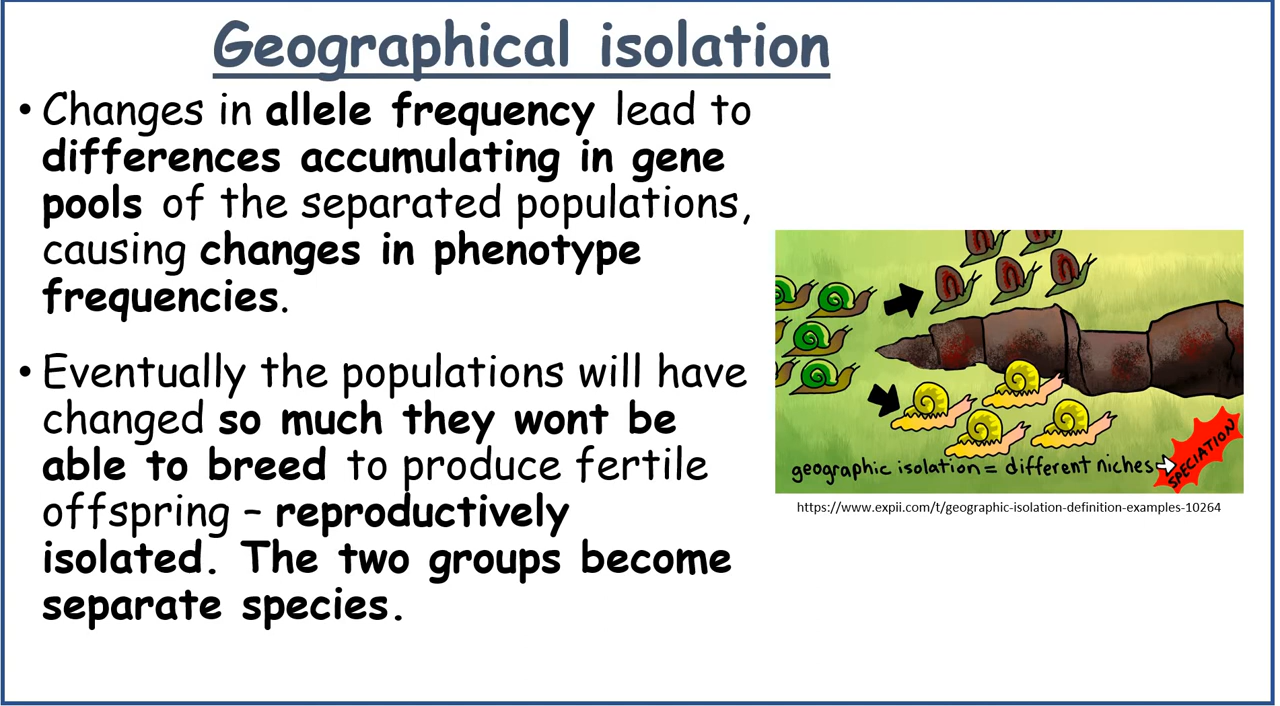 Geographical isolation
• Changes in allele frequency lead to
differences accumulating in gene
pools of the separated populations,
causing changes in phenotype
frequencies.
• Eventually the populations will have
changed so much they wont be
able to breed to produce fertile
offspring – reproductively
isolated. The two groups become
separate species.
geographic isolation = different niches
SPECIATION
https://www.expii.com/t/geographic-isolation-definition-examples-10264